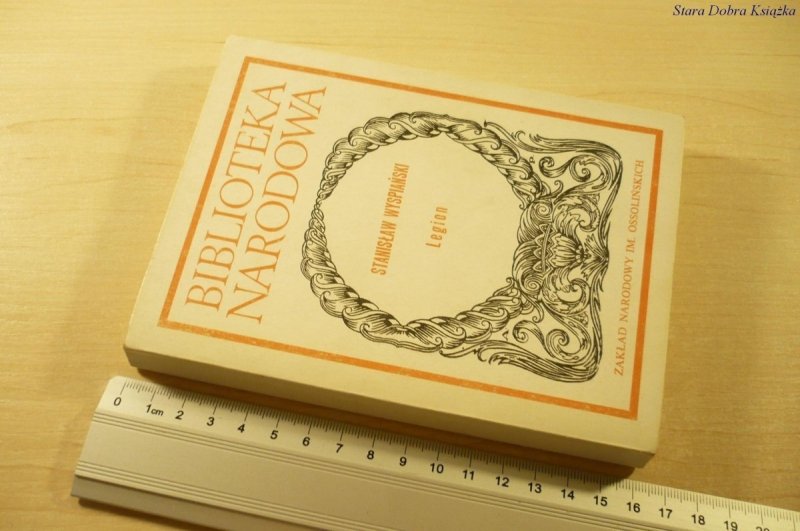 Stara Dobra Książka
BIBLIOTEKA
NARODOWA
STANISŁAW WYSPIAŃSKI
Legion
ZAKŁAD NARODOWY IM. OSSOLIŃSKICH
0 1cm 2 3 4 5 6 7 8 9 10 11 12 13 14 15 16 17 18 19 20